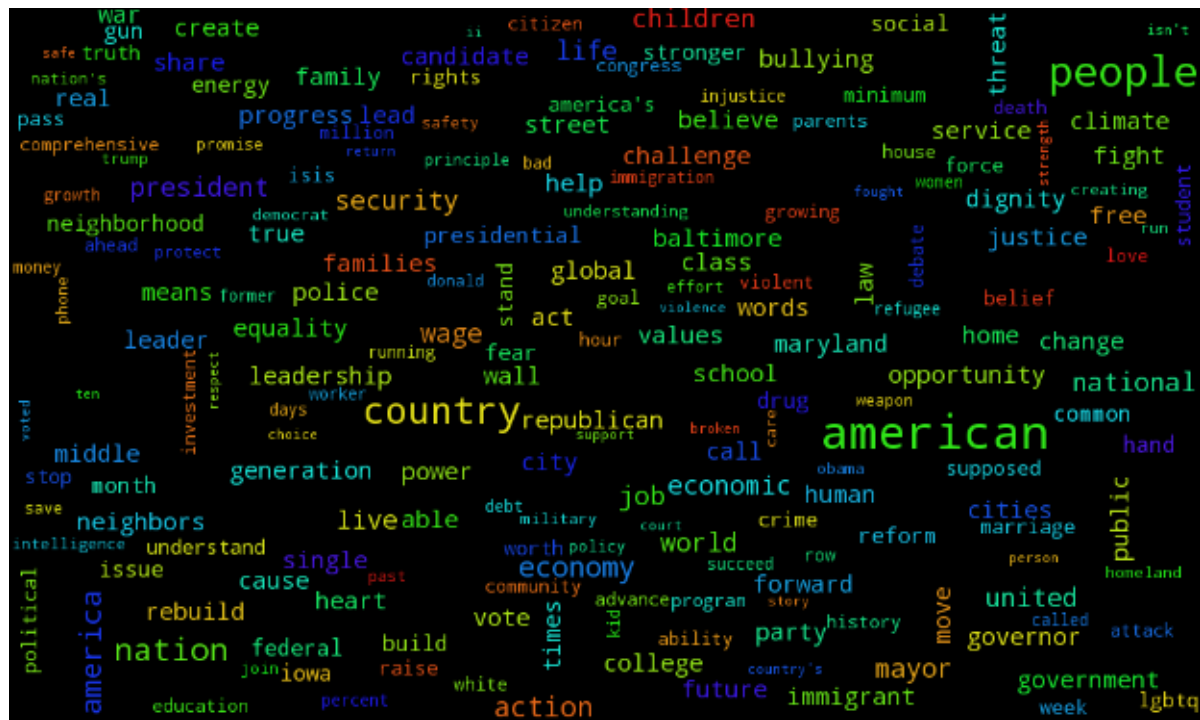 war
gun
create
ii
citizen
children
social
threat
isn't
safe
truth
share
candidate
life
congress
stronger
bullying
people
nation's
energy
family
rights
real
injustice
minimum
death
pass
progress
lead
million
safety
america's
street
believe
parents
service
climate
comprehensive
promise
trump
return
principle
bad
challenge
immigration
house
force
strength
fight
growth
president
isis
security
help
women
fought
dignity
creating
student
neighborhood
democrat
true
understanding
growing
free
run
ahead
protect
presidential
baltimore
debate
justice
love
money
phone
families
donald
stand
global
class
effort
violent
law
means
former
police
goal
violence
words
refugee
belief
leader
equality
wage
act
hour
values
maryland
home
change
investment
respect
running
fear
leadership
wall
school
opportunity
national
ten
worker
voted
days
choice
country
republican
support
drug
broken
care
weapon
american
common
middle
call
hand
stop
month
generation
power
city
obama
supposed
save
job
economic
human
public
neighbors
live
able
debt
military
court
crime
reform
cities
marriage
intelligence
understand
single
worth
policy
world
succeed
row
person
homeland
issue
cause
past
economy
forward
political
america
rebuild
heart
community
advance
program
story
move
united
called
attack
nation
federal
build
vote
times
kid
ability
party
history
governor
join
iowa
raise
white
college
country's
mayor
government
education
percent
action
future
immigrant
week
lgbtq